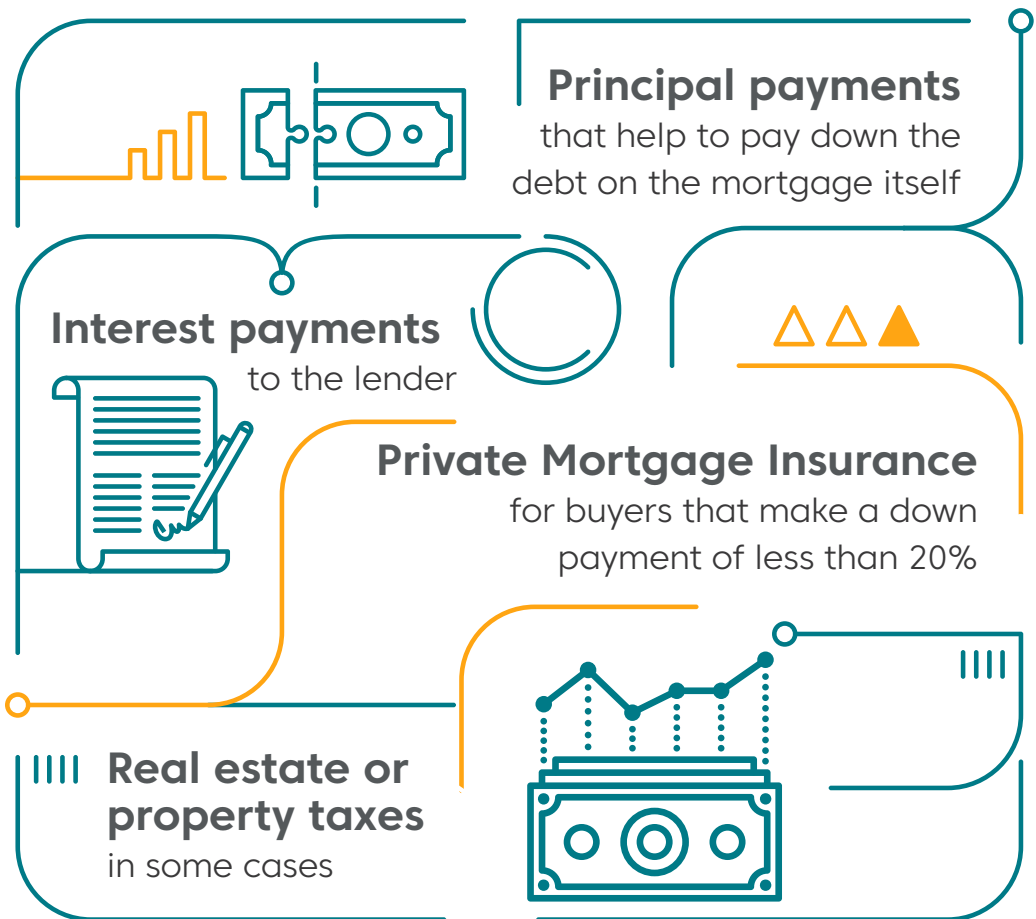 Principal payments
that help to pay down the
debt on the mortgage itself
Interest payments
to the lender
Private Mortgage Insurance
for buyers that make a down
payment of less than 20%
Real estate or
property taxes
in some cases